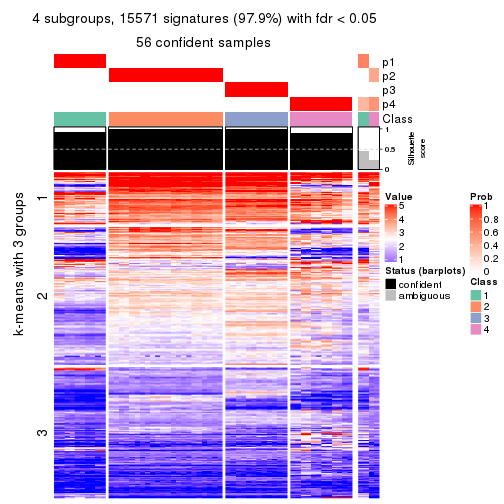 4 subgroups, 15571 signatures (97.9%) with fdr < 0.05
56 confident samples
p1
p2
p3
p4
Class
1
0.5
0
Silhouette
score
k-means with 3 groups
1
2
3
Value
5
4
3
2
1
Status (barplots)
confident
ambiguous
Prob
1
0.8
0.6
0.4
0.2
0
Class
1
2
3
4